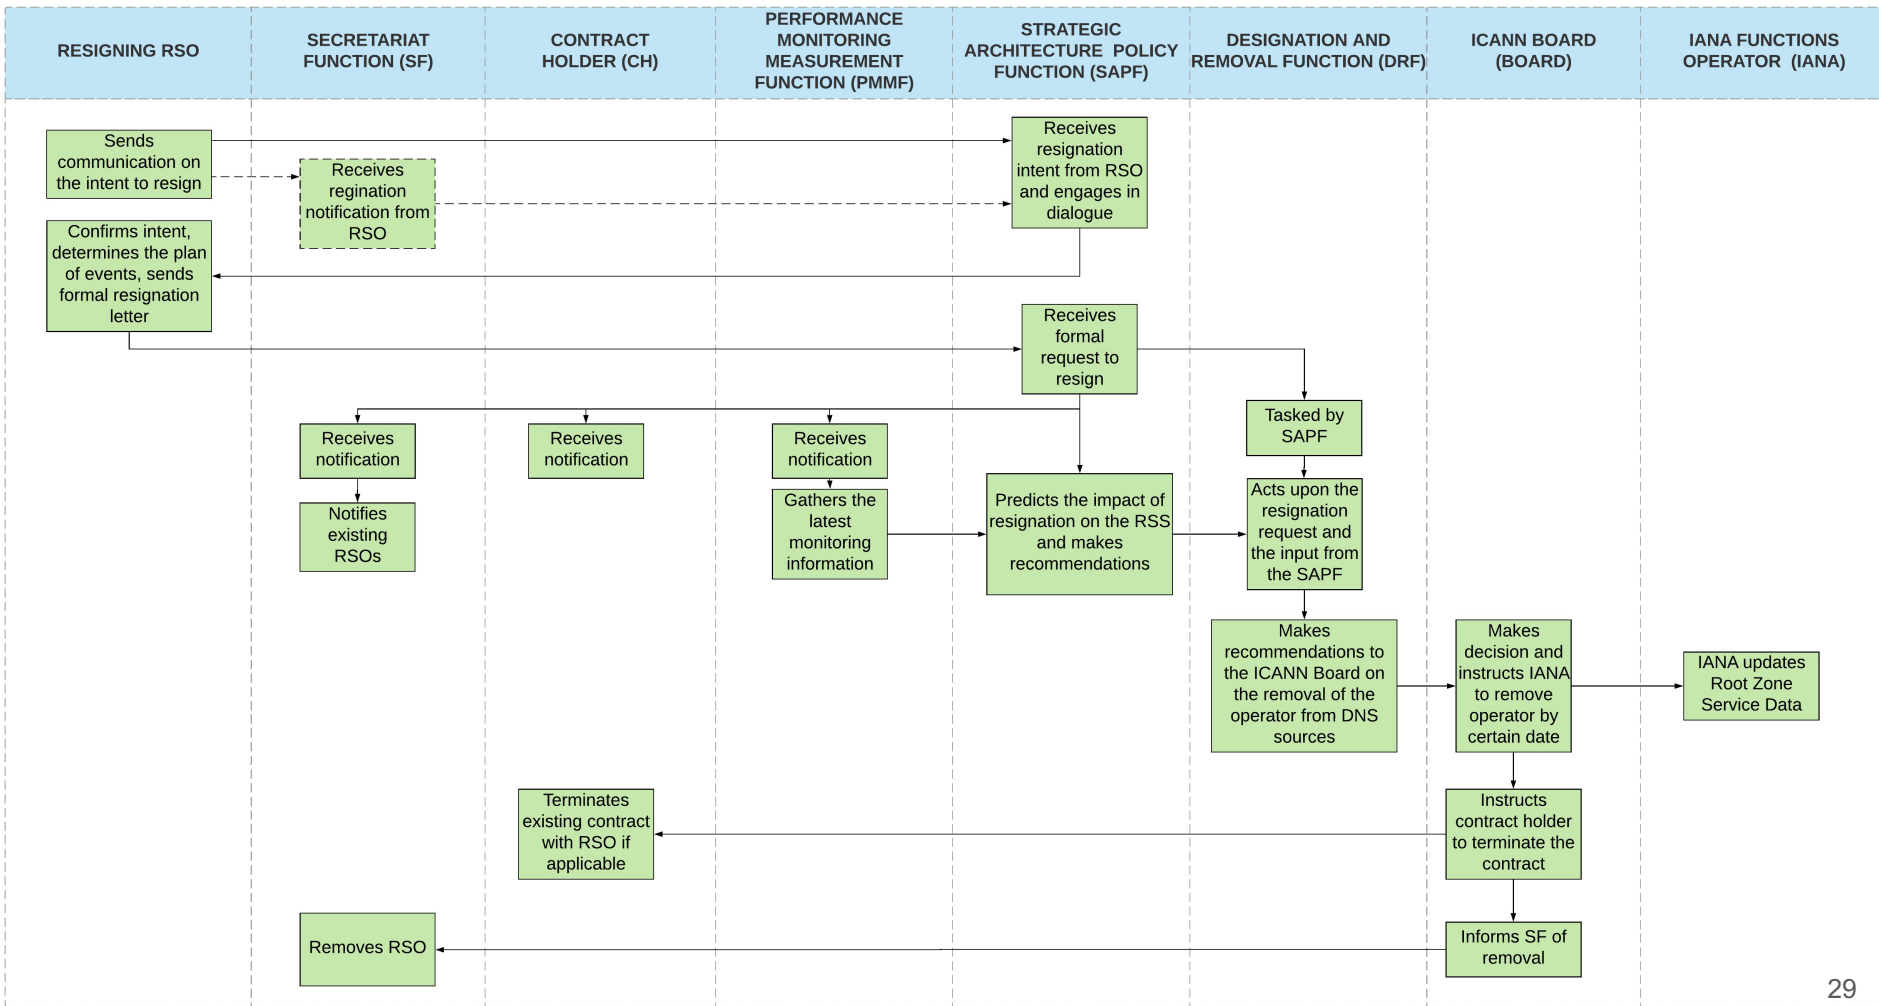 RESIGNING RSO
SECRETARIAT
FUNCTION (SF)
CONTRACT
HOLDER (CH)
PERFORMANCE
MONITORING
MEASUREMENT
FUNCTION (PMMF)
STRATEGIC
ARCHITECTURE POLICY
FUNCTION (SAPF)
DESIGNATION AND
REMOVAL FUNCTION (DRF)
ICANN BOARD
(BOARD)
IANA FUNCTIONS
OPERATOR (IANA)
Sends
communication on
the intent to resign
Receives
regination
notification from
RSO
Receives
resignation
intent from RSO
and engages in
dialogue
Confirms intent,
determines the plan
of events, sends
formal resignation
letter
Receives
formal
request to
resign
Tasked by
SAPF
Receives
notification
Receives
notification
Receives
notification
Notifies
existing
RSOs
Gathers the
latest
monitoring
information
Predicts the impact of
resignation on the RSS
and makes
recommendations
Acts upon the
resignation
request and
the input from
the SAPF
Makes
recommendations to
the ICANN Board on
the removal of the
operator from DNS
sources
Makes
decision and
instructs IANA
to remove
operator by
certain date
IANA updates
Root Zone
Service Data
Terminates
existing contract
with RSO if
applicable
Instructs
contract holder
to terminate the
contract
Removes RSO
Informs SF of
removal
29